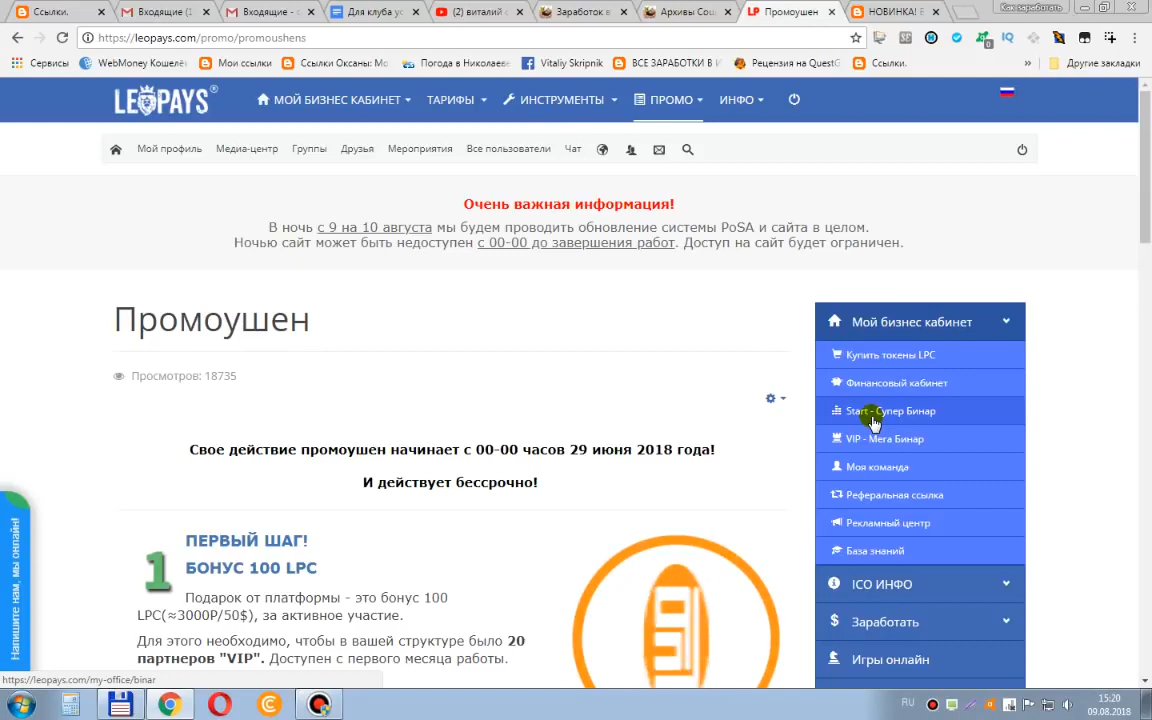 Ссылки.
Входящие (1
Входящие -
Для клуба ус
(2) виталий с
Заработок в
Архивы Соц
LP Промоушен
НОВИНКА! В
Как заработать
https://leopays.com/promo/promoushens
Сервисы
WebMoney Кошелё
Мои ссылки
Ссылки Оксаны: Мо
Погода в Николаеве
Vitaliy Skripnik
ВСЕ ЗАРАБОТКИ В И
Рецензия на QuestG
Ссылки.
»
Другие закладки
LEOPAYS®
МОЙ БИЗНЕС КАБИНЕТ
ТАРИФЫ
ИНСТРУМЕНТЫ
ПРОМО
ИНФО
Мой профиль
Медиа-центр
Группы
Друзья
Мероприятия
Все пользователи
Чат
Очень важная информация!
В ночь с 9 на 10 августа мы будем проводить обновление системы PoSA и сайта в целом.
Ночью сайт может быть недоступен с 00-00 до завершения работ. Доступ на сайт будет ограничен.
Промоушен
Просмотров: 18735
Свое действие промоушен начинает с 00-00 часов 29 июня 2018 года!
И действует бессрочно!
1
ПЕРВЫЙ ШАГ!
БОНУС 100 LPC
Подарок от платформы - это бонус 100
LPC(≈3000Р/50$), за активное участие.
Для этого необходимо, чтобы в вашей структуре было 20
партнеров "VIP". Доступен с первого месяца работы.
Мой бизнес кабинет
Купить токены LPC
Финансовый кабинет
Start - Супер Бинар
VIP - Мега Бинар
Моя команда
Реферальная ссылка
Рекламный центр
База знаний
ICO ИНФО
Заработать
Игры онлайн
Напишите нам, мы онлайн!
https://leopays.com/my-office/binar
RU
15:20
09.08.2018